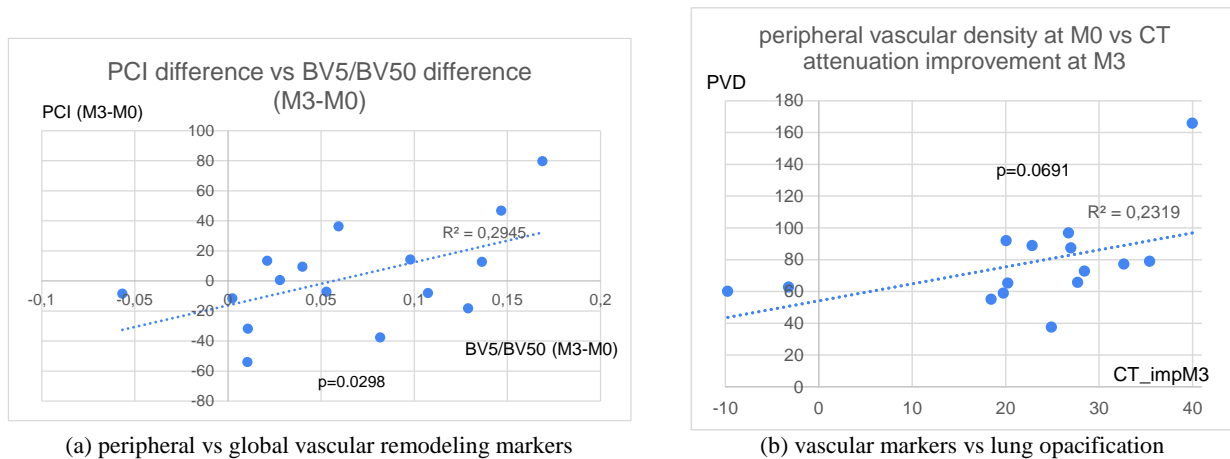 PCI difference vs BV5/BV50 difference
(M3-M0)
PCI (M3-M0)
100
80
60
40
20
0
-20
-40
-60
-80
-0,1
-0,05
0
0,05
0,1
0,15
0,2
R² = 0,2945
BV5/BV50 (M3-M0)
p=0.0298
(a) peripheral vs global vascular remodeling markers
peripheral vascular density at M0 vs CT
attenuation improvement at M3
PVD
180
160
140
120
100
80
60
40
20
0
p=0.0691
R² = 0,2319
CT_impM3
-10
0
10
20
30
40
(b) vascular markers vs lung opacification